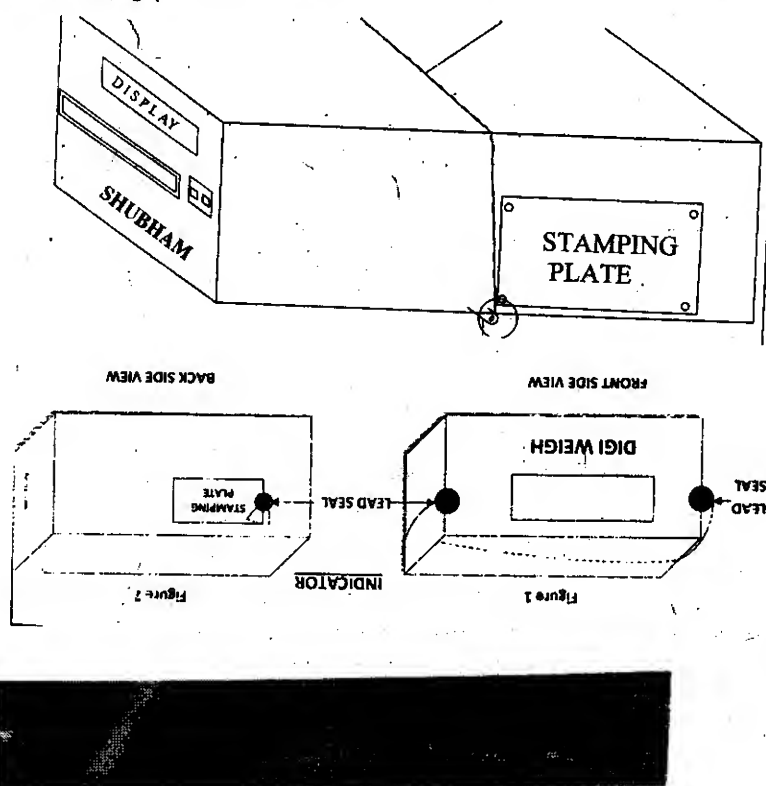 DISPLAY
SHUBHAM
STAMPING
PLATE
Figure 1
INDICATOR
Figure 2
LEAD
SEAL
LEAD SEAL
STAMPING
PLATE
DIGI WEIGH
FRONT SIDE VIEW
BACK SIDE VIEW